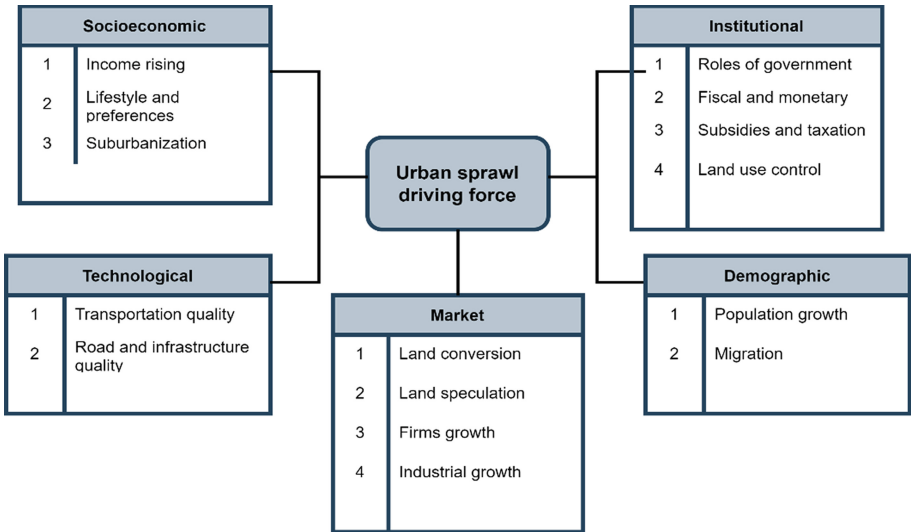 Socioeconomic
1 Income rising
2 Lifestyle and
preferences
3 Suburbanization
Institutional
1 Roles of government
2 Fiscal and monetary
3 Subsidies and taxation
4 Land use control
Urban sprawl
driving force
Technological
1 Transportation quality
2 Road and infrastructure
quality
Market
1 Land conversion
2 Land speculation
3 Firms growth
4 Industrial growth
Demographic
1 Population growth
2 Migration